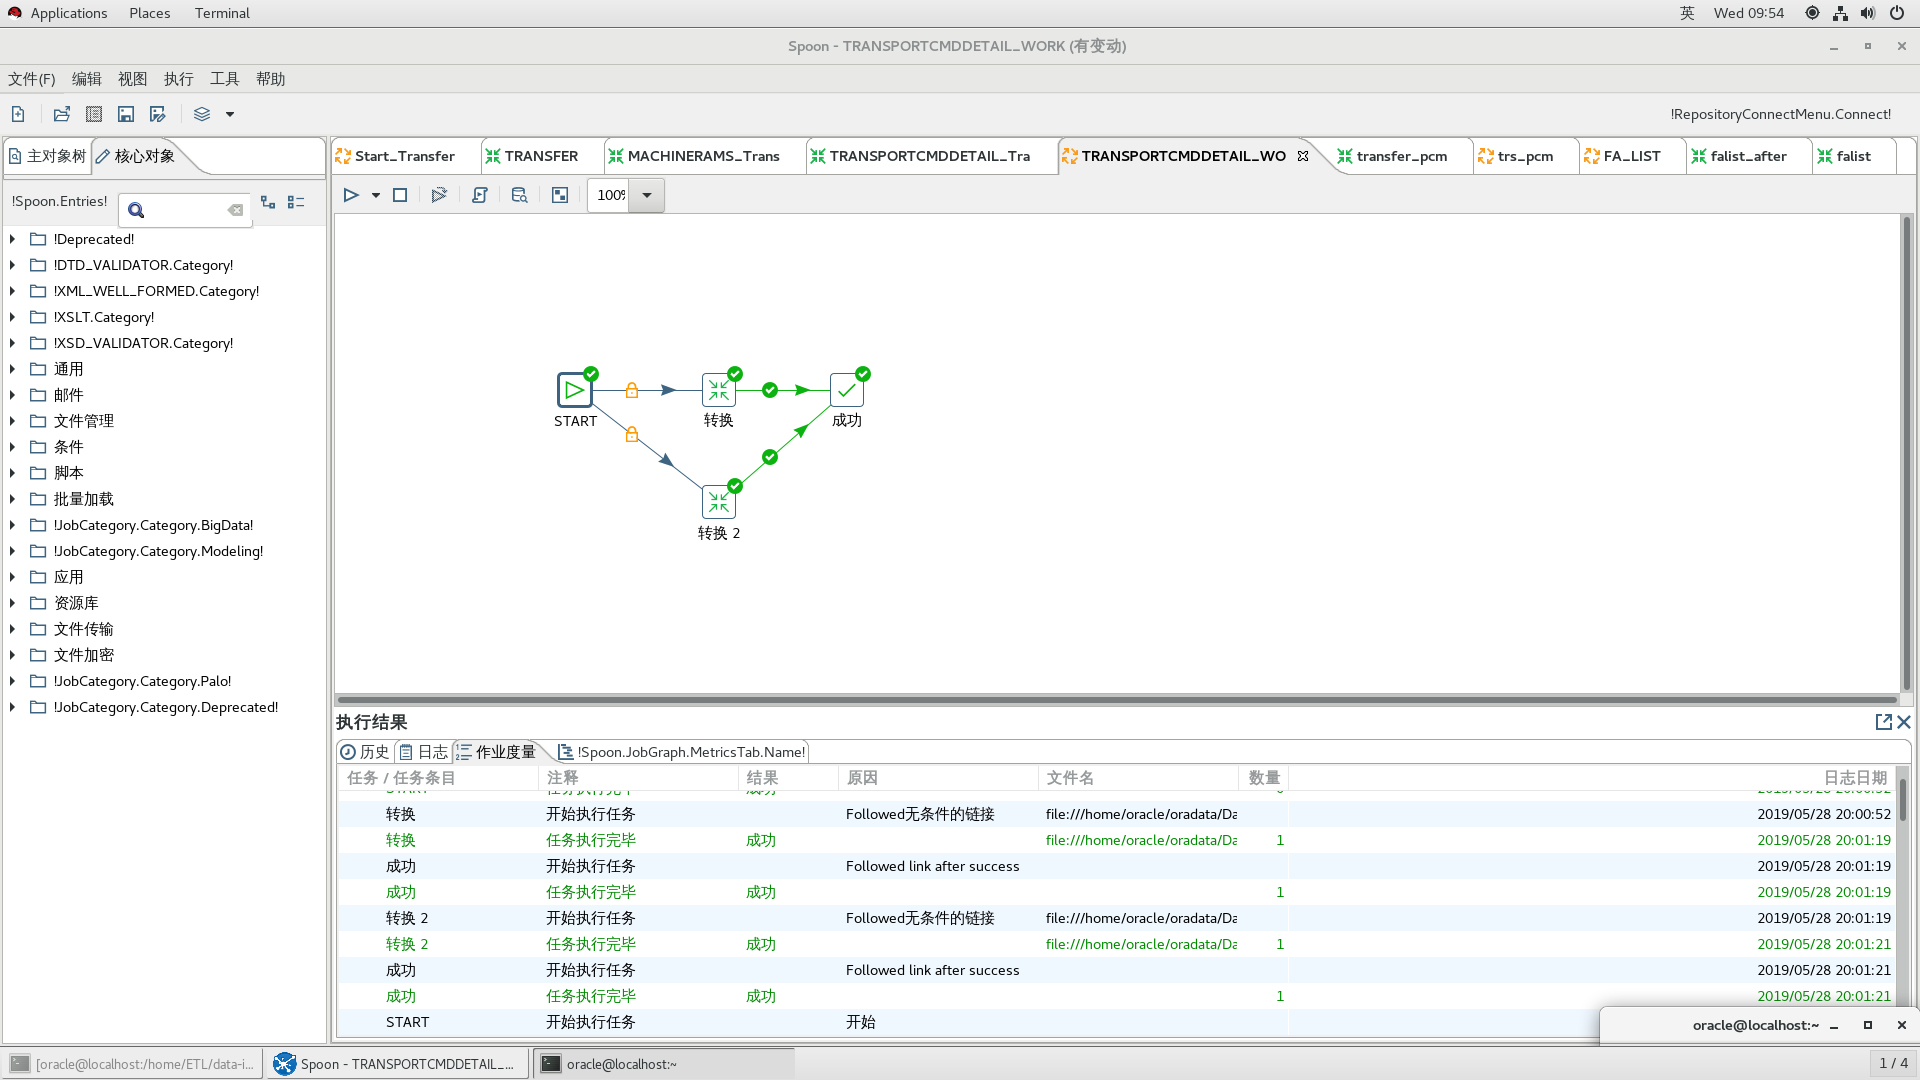 Applications Places Terminal 英 Wed 09:54
Spoon - TRANSPORTCMDDETAIL_WORK (有变动)
文件(F) 编辑 视图 执行 工具 帮助
!RepositoryConnectMenu.Connect!
主对象树 核心对象
Start_Transfer TRANSFER MACHINERAMS_Trans TRANSPORTCMDDETAIL_Tra TRANSPORTCMDDETAIL_WO transfer_pcm trs_pcm FA_LIST falist_after falist
!Spoon.Entries!
100%
!Deprecated!
!DTD_VALIDATOR.Category!
!XML_WELL_FORMED.Category!
!XSLT.Category!
!XSD_VALIDATOR.Category!
通用
邮件
文件管理
条件
脚本
批量加载
!JobCategory.Category.BigData!
!JobCategory.Category.Modeling!
应用
资源库
文件传输
文件加密
!JobCategory.Category.Palo!
!JobCategory.Category.Deprecated!
START 转换 成功
转换 2
执行结果
历史 日志 作业度量 !Spoon.JobGraph.MetricsTab.Name!
任务 / 任务条目 注释 结果 原因 文件名 数量 日志日期
START 任务执行完毕 成功 0 2019/05/28 20:00:52
转换 开始执行任务 Followed无条件的链接 file:///home/oracle/oradata/Da 2019/05/28 20:00:52
转换 任务执行完毕 成功 file:///home/oracle/oradata/Da 1 2019/05/28 20:01:19
成功 开始执行任务 Followed link after success 2019/05/28 20:01:19
成功 任务执行完毕 成功 1 2019/05/28 20:01:19
转换 2 开始执行任务 Followed无条件的链接 file:///home/oracle/oradata/Da 2019/05/28 20:01:19
转换 2 任务执行完毕 成功 file:///home/oracle/oradata/Da 1 2019/05/28 20:01:21
成功 开始执行任务 Followed link after success 2019/05/28 20:01:21
成功 任务执行完毕 成功 1 2019/05/28 20:01:21
START 开始执行任务 开始
oracle@localhost:~
[oracle@localhost:/home/ETL/data-i... Spoon - TRANSPORTCMDDETAIL_... oracle@localhost:~ 1 / 4